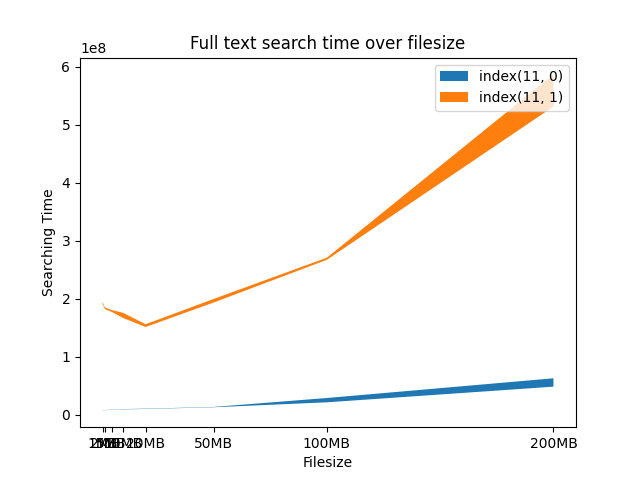 Full text search time over filesize
1e8
6
5
4
3
2
1
0
Searching Time
index(11, 0)
index(11, 1)
50MB
100MB
200MB
Filesize